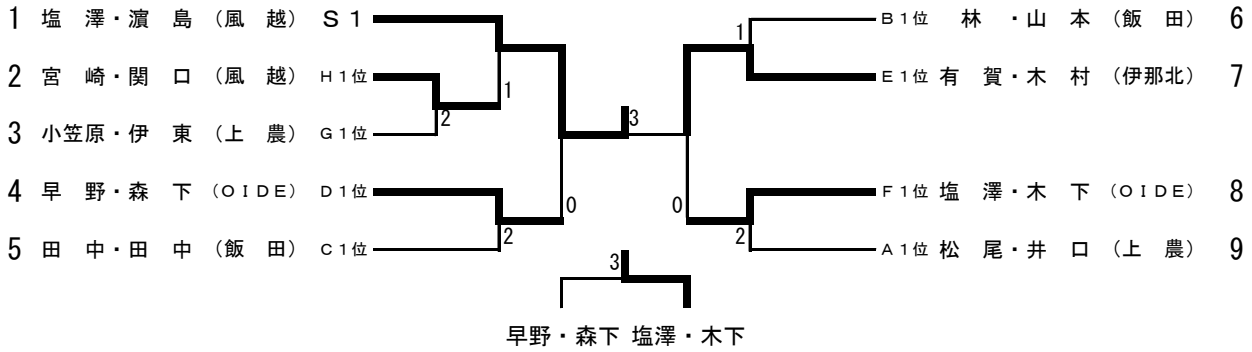 1 塩 澤・濵 島 (風 越) S1
2 宮 崎・関 口 (風 越) H1位
3 小笠原・伊 東 (上 農) G1位
4 早 野・森 下 (OIDE) D1位
5 田 中・田 中 (飯 田) C1位
1
2
2
0
3
1
0
2
B1位 林 ・山 本 (飯 田) 6
E1位 有 賀・木 村 (伊那北) 7
F1位 塩 澤・木 下 (OIDE) 8
A1位 松 尾・井 口 (上 農) 9
3
早野・森下 塩澤・木下